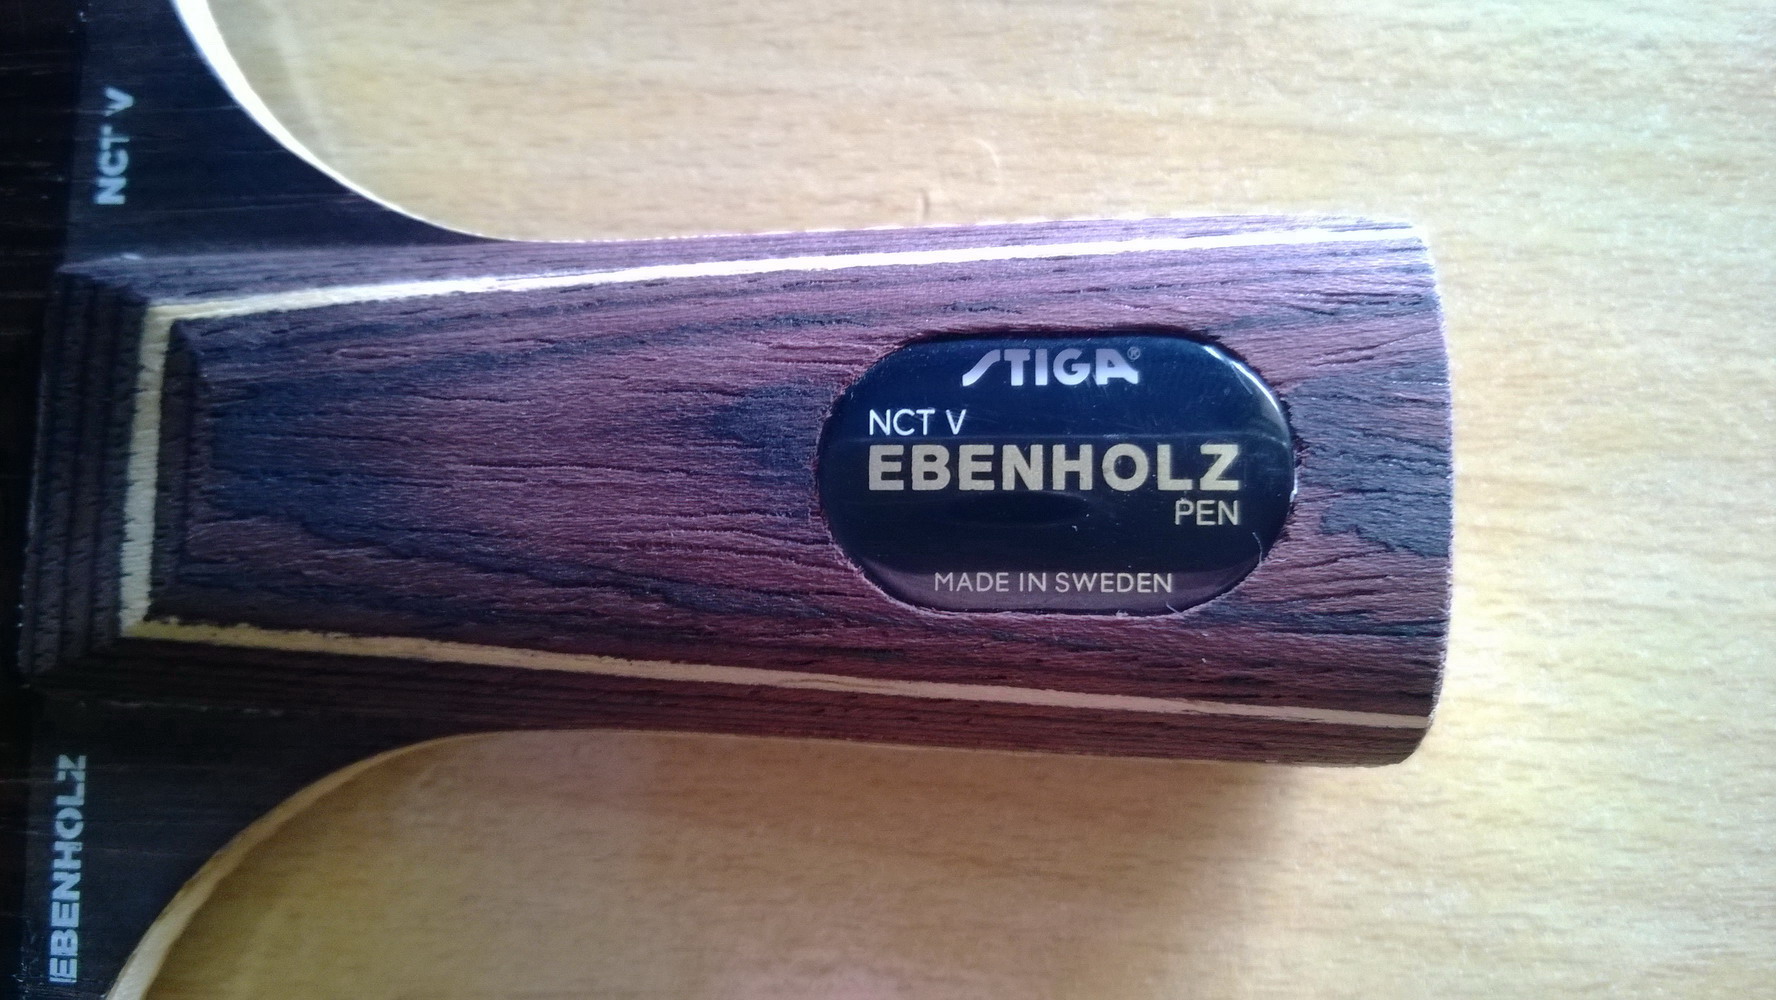 NCT V
STIGA®
NCT V
EBENHOLZ
PEN
MADE IN SWEDEN
EBENHOLZ